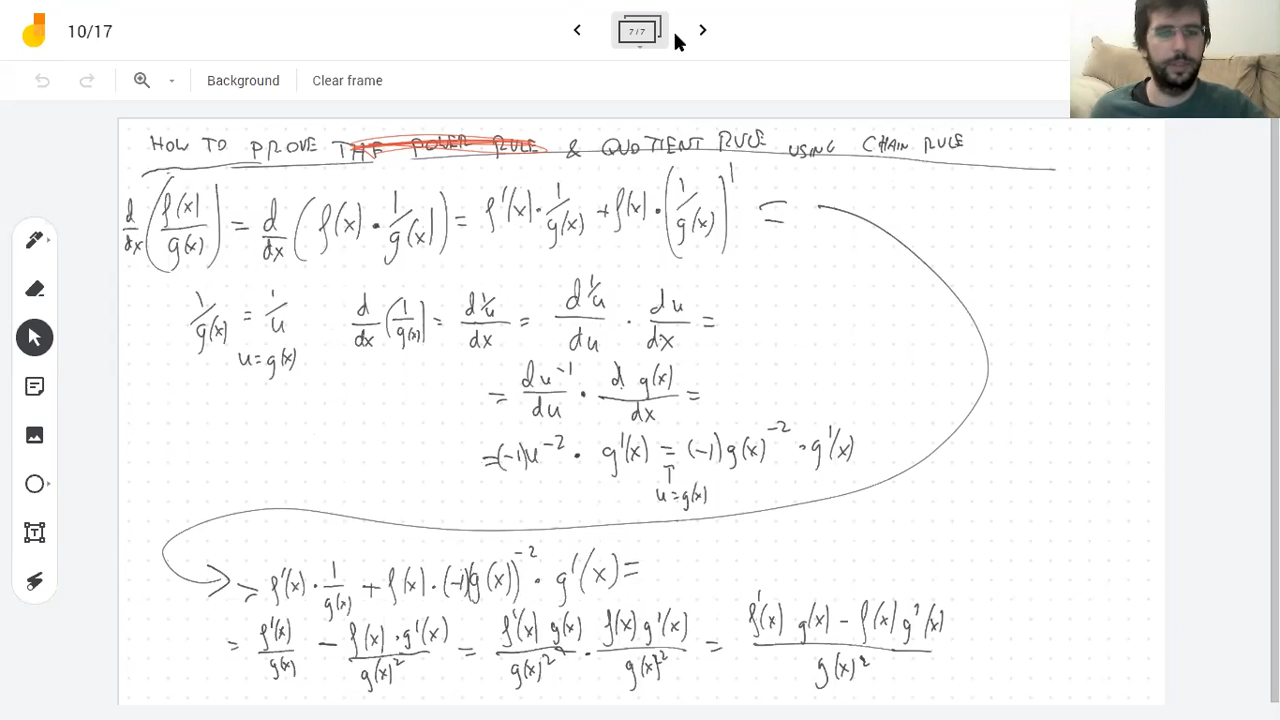 10/17
7 / 7
Background
Clear frame
HOW TO PROVE THE POWER RULE & QUOTIENT RULE USING CHAIN RULE
d/dx (f(x)/g(x)) = d/dx (f(x) · 1/g(x)) = f'(x) · 1/g(x) + f(x) · (1/g(x))' =
1/g(x) = 1/u
u = g(x)
d/dx (1/g(x)) = d 1/u / dx = d 1/u / du · du/dx =
= du⁻¹/du · d g(x)/dx =
= (-1)u⁻² · g'(x) = (-1)g(x)⁻² · g'(x)
↑
u = g(x)
= f'(x) · 1/g(x) + f(x) · (-1)(g(x))⁻² · g'(x) =
= f'(x)/g(x) - f(x) · g'(x)/g(x)² = f'(x) g(x)/g(x)² · f(x) g'(x)/g(x)² = f'(x) g(x) - f(x) g'(x) / g(x)²